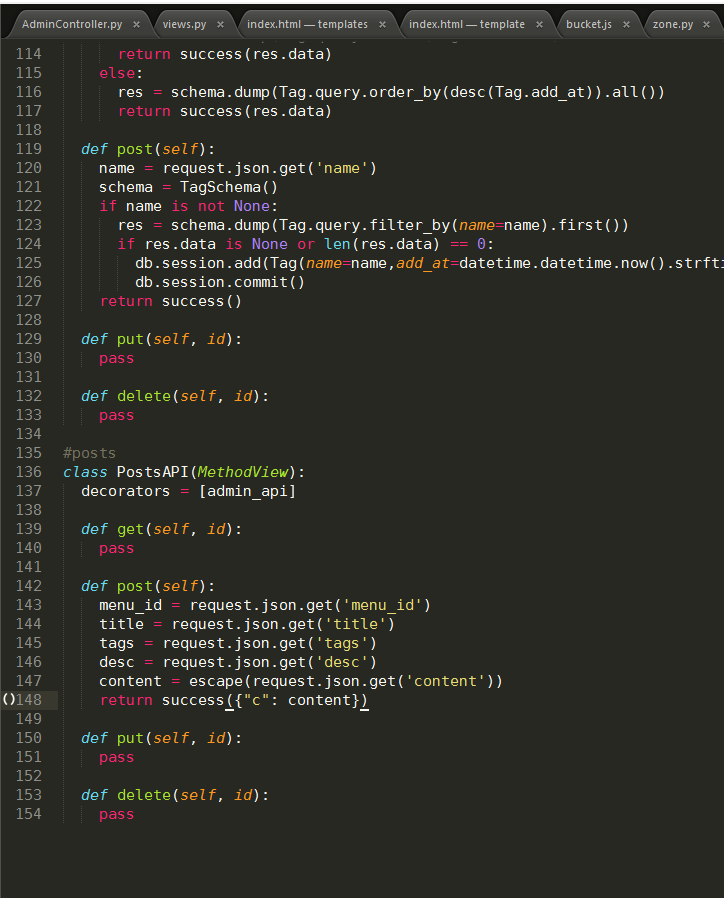 AdminController.py × views.py × index.html — templates × index.html — template × bucket.js × zone.py ×
114 return success(res.data)
115 else:
116 res = schema.dump(Tag.query.order_by(desc(Tag.add_at)).all())
117 return success(res.data)
118
119 def post(self):
120 name = request.json.get('name')
121 schema = TagSchema()
122 if name is not None:
123 res = schema.dump(Tag.query.filter_by(name=name).first())
124 if res.data is None or len(res.data) == 0:
125 db.session.add(Tag(name=name,add_at=datetime.datetime.now().strfti
126 db.session.commit()
127 return success()
128
129 def put(self, id):
130 pass
131
132 def delete(self, id):
133 pass
134
135 #posts
136 class PostsAPI(MethodView):
137 decorators = [admin_api]
138
139 def get(self, id):
140 pass
141
142 def post(self):
143 menu_id = request.json.get('menu_id')
144 title = request.json.get('title')
145 tags = request.json.get('tags')
146 desc = request.json.get('desc')
147 content = escape(request.json.get('content'))
()148 return success({"c": content})
149
150 def put(self, id):
151 pass
152
153 def delete(self, id):
154 pass